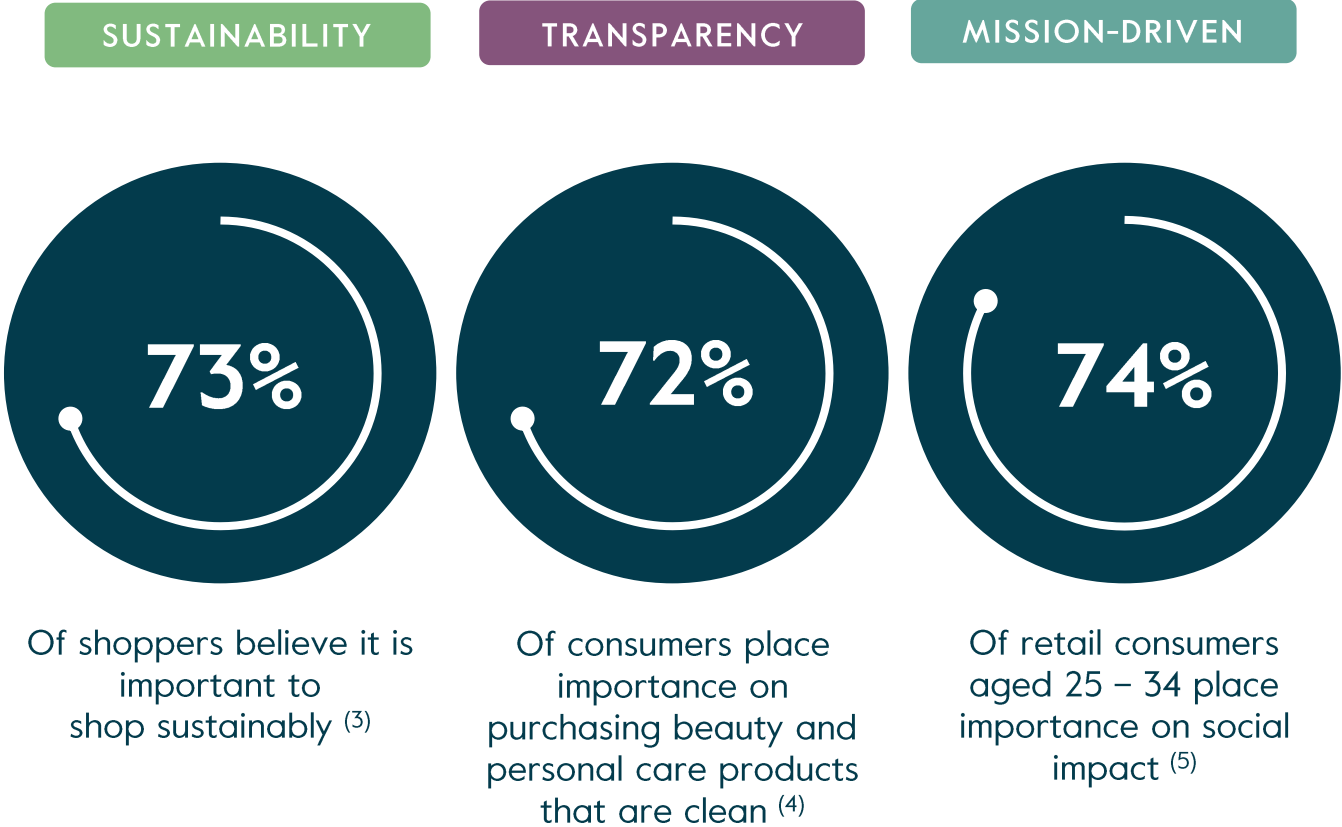 SUSTAINABILITY
TRANSPARENCY
MISSION-DRIVEN
73%
72%
74%
Of shoppers believe it is
important to
shop sustainably (3)
Of consumers place
importance on
purchasing beauty and
personal care products
that are clean (4)
Of retail consumers
aged 25 – 34 place
importance on social
impact (5)